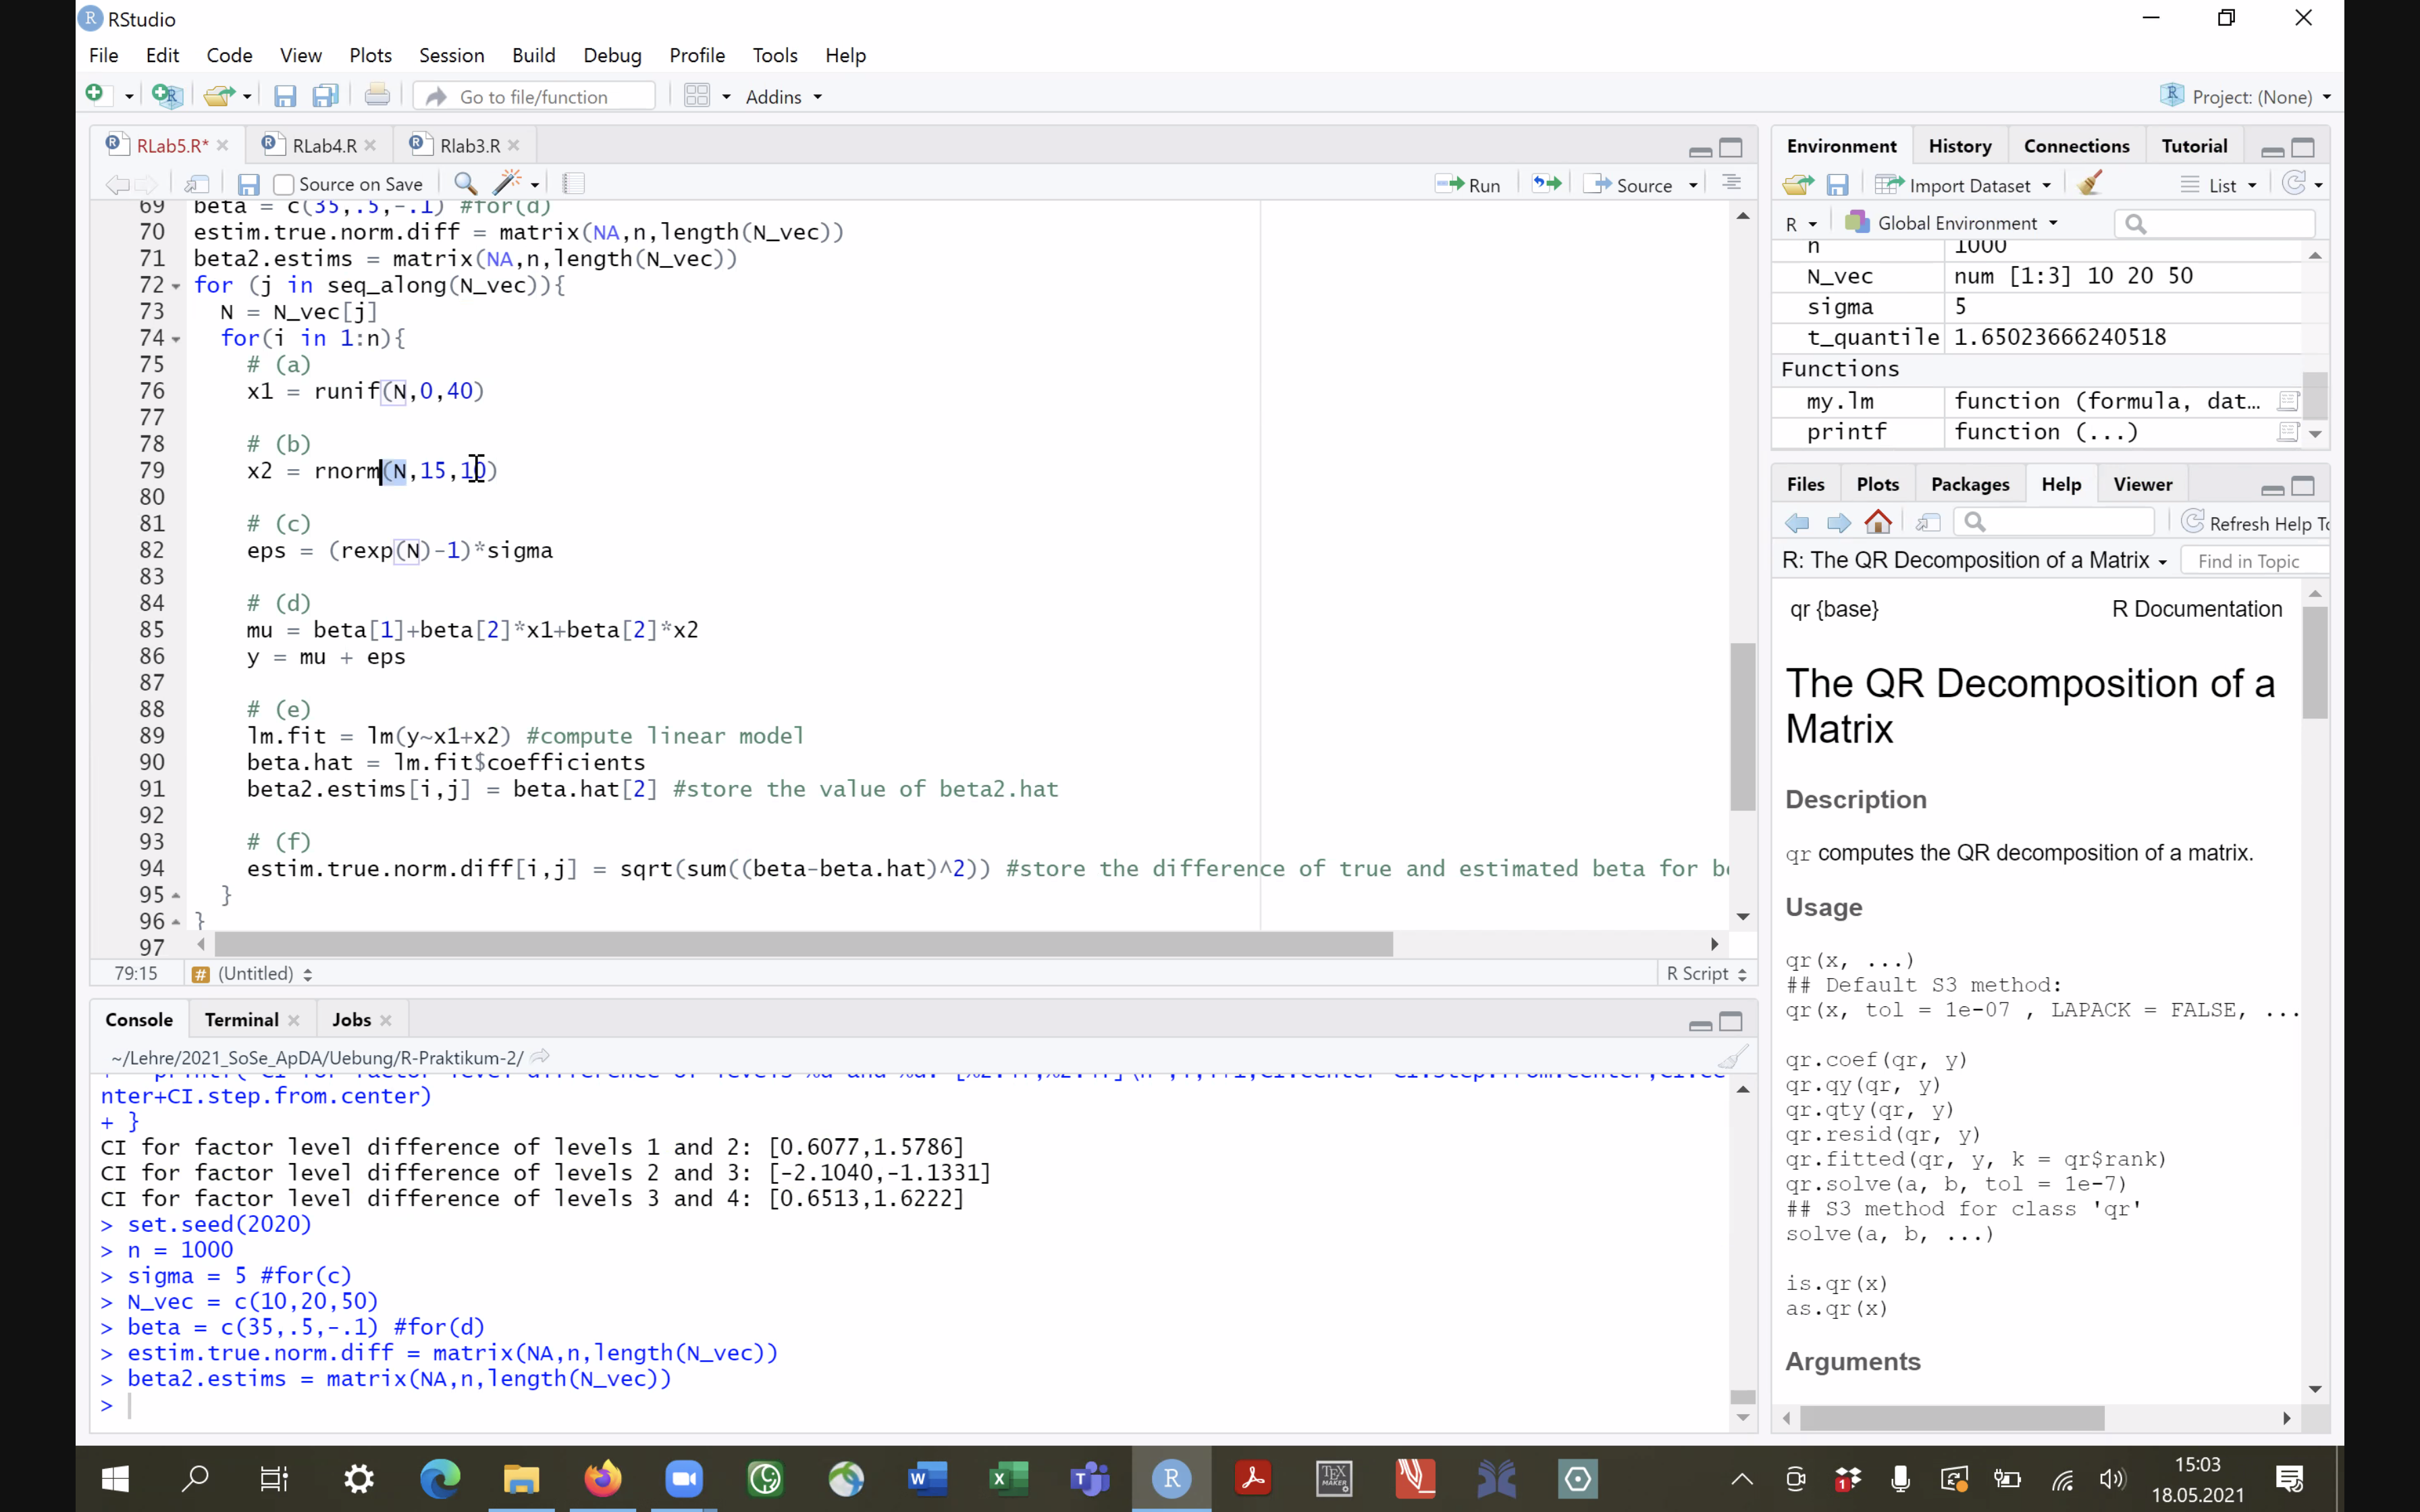 RStudio
File Edit Code View Plots Session Build Debug Profile Tools Help
Go to file/function Addins Project: (None)
RLab5.R* RLab4.R Rlab3.R
Source on Save Run Source
69 beta = c(35,.5,-.1) #for(d)
70 estim.true.norm.diff = matrix(NA,n,length(N_vec))
71 beta2.estims = matrix(NA,n,length(N_vec))
72 for (j in seq_along(N_vec)){
73 N = N_vec[j]
74 for(i in 1:n){
75 # (a)
76 x1 = runif(N,0,40)
77
78 # (b)
79 x2 = rnorm(N,15,10)
80
81 # (c)
82 eps = (rexp(N)-1)*sigma
83
84 # (d)
85 mu = beta[1]+beta[2]*x1+beta[2]*x2
86 y = mu + eps
87
88 # (e)
89 lm.fit = lm(y~x1+x2) #compute linear model
90 beta.hat = lm.fit$coefficients
91 beta2.estims[i,j] = beta.hat[2] #store the value of beta2.hat
92
93 # (f)
94 estim.true.norm.diff[i,j] = sqrt(sum((beta-beta.hat)^2)) #store the difference of true and estimated beta for
95 }
96 }
97
79:15 # (Untitled) R Script
Console Terminal Jobs
~/Lehre/2021_SoSe_ApDA/Uebung/R-Praktikum-2/
nter+CI.step.from.center)
+ }
CI for factor level difference of levels 1 and 2: [0.6077,1.5786]
CI for factor level difference of levels 2 and 3: [-2.1040,-1.1331]
CI for factor level difference of levels 3 and 4: [0.6513,1.6222]
> set.seed(2020)
> n = 1000
> sigma = 5 #for(c)
> N_vec = c(10,20,50)
> beta = c(35,.5,-.1) #for(d)
> estim.true.norm.diff = matrix(NA,n,length(N_vec))
> beta2.estims = matrix(NA,n,length(N_vec))
>
Environment History Connections Tutorial
Import Dataset List
R Global Environment
n 1000
N_vec num [1:3] 10 20 50
sigma 5
t_quantile 1.65023666240518
Functions
my.lm function (formula, dat…
printf function (...)
Files Plots Packages Help Viewer
Refresh Help
R: The QR Decomposition of a Matrix Find in Topic
qr {base} R Documentation
The QR Decomposition of a
Matrix
Description
qr computes the QR decomposition of a matrix.
Usage
qr(x, ...)
## Default S3 method:
qr(x, tol = 1e-07 , LAPACK = FALSE, ...
qr.coef(qr, y)
qr.qy(qr, y)
qr.qty(qr, y)
qr.resid(qr, y)
qr.fitted(qr, y, k = qr$rank)
qr.solve(a, b, tol = 1e-7)
## S3 method for class 'qr'
solve(a, b, ...)
is.qr(x)
as.qr(x)
Arguments
15:03
18.05.2021